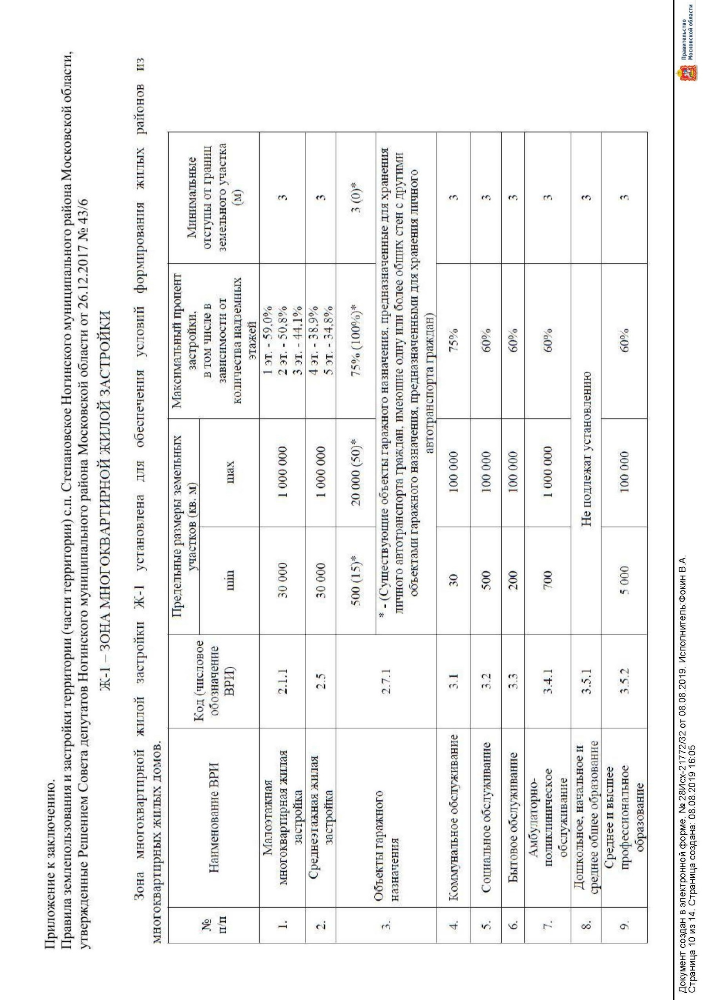 Приложение к заключению.
Правила землепользования и застройки территории (части территории) с.п. Степановское Ногинского муниципального района Московской области,
утвержденные Решением Совета депутатов Ногинского муниципального района Московской области от 26.12.2017 № 43/6
Ж-1 – ЗОНА МНОГОКВАРТИРНОЙ ЖИЛОЙ ЗАСТРОЙКИ
Зона многоквартирной жилой застройки Ж-1 установлена для обеспечения условий формирования жилых районов из
многоквартирных жилых домов.
№
п/п
Наименование ВРИ
Код (числовое
обозначение
ВРИ)
Предельные размеры земельных
участков (кв. м)
min
max
Максимальный процент
застройки,
в том числе в
зависимости от
количества надземных
этажей
Минимальные
отступы от границ
земельного участка
(м)
1.
Малоэтажная
многоквартирная жилая
застройка
2.1.1
30 000
1 000 000
1 эт. - 59,0%
2 эт. - 50,8%
3 эт. - 44,1%
3
2.
Среднеэтажная жилая
застройка
2.5
30 000
1 000 000
4 эт. - 38,9%
5 эт. - 34,8%
3
3.
Объекты гаражного
назначения
2.7.1
500 (15)*
20 000 (50)*
75% (100%)*
3 (0)*
* - (Существующие объекты гаражного назначения, предназначенные для хранения
личного автотранспорта граждан, имеющие одну или более общих стен с другими
объектами гаражного назначения, предназначенными для хранения личного
автотранспорта граждан)
4.
Коммунальное обслуживание
3.1
30
100 000
75%
3
5.
Социальное обслуживание
3.2
500
100 000
60%
3
6.
Бытовое обслуживание
3.3
200
100 000
60%
3
7.
Амбулаторно-
поликлиническое
обслуживание
3.4.1
700
1 000 000
60%
3
8.
Дошкольное, начальное и
среднее общее образование
3.5.1
Не подлежат установлению
3
9.
Среднее и высшее
профессиональное
образование
3.5.2
5 000
100 000
60%
3
Документ создан в электронной форме. № 28Исх-21772/32 от 08.08.2019. Исполнитель:Фокин В.А.
Страница 10 из 14. Страница создана: 08.08.2019 16:05
Правительство
Московской области